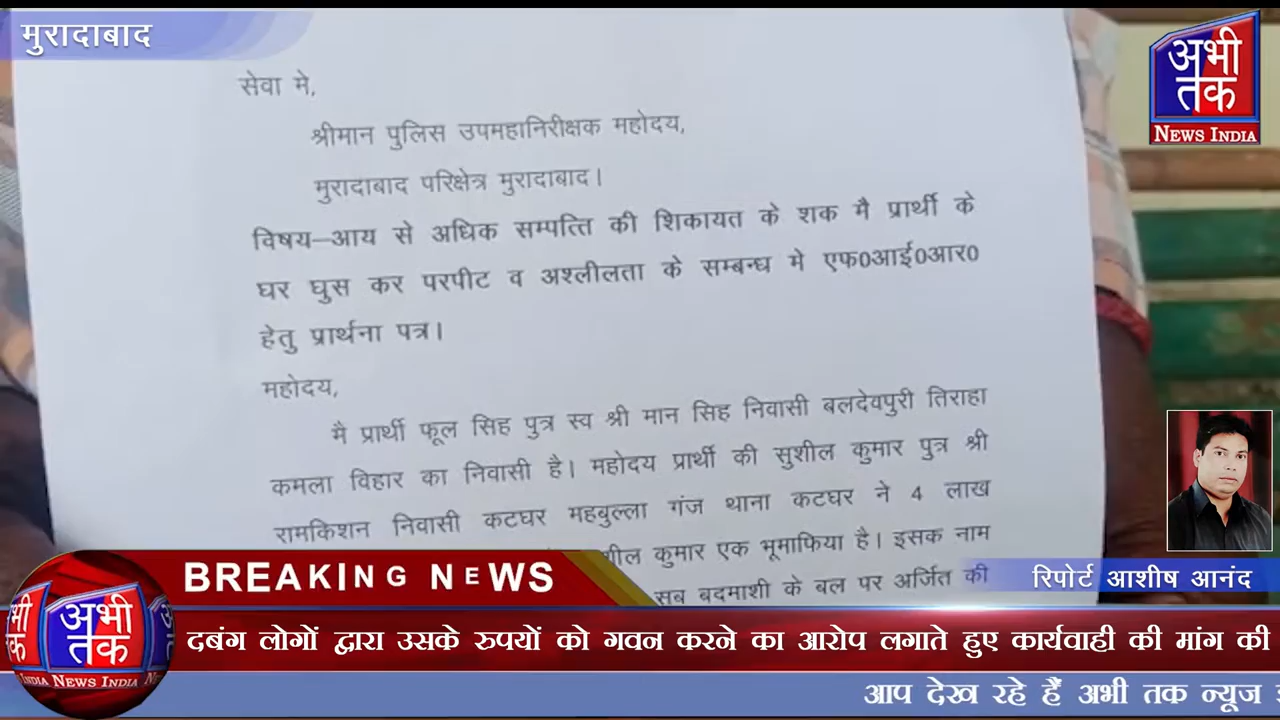 मुरादाबाद
अभी
तक
NEWS INDIA
सेवा मे,
श्रीमान पुलिस उपमहानिरीक्षक महोदय,
मुरादाबाद परिक्षेत्र मुरादाबाद।
विषय—आय से अधिक सम्पत्ति की शिकायत के शक मै प्रार्थी के
घर घुस कर परपीट व अश्लीलता के सम्बन्ध मे एफ0आई0आर0
हेतु प्रार्थना पत्र।
महोदय,
मै प्रार्थी फूल सिह पुत्र स्व श्री मान सिह निवासी बलदेवपुरी तिराहा
कमला विहार का निवासी है। महोदय प्रार्थी की सुशील कुमार पुत्र श्री
रामकिशन निवासी कटघर महबुल्ला गंज थाना कटघर ने 4 लाख
कुमार एक भूमाफिया है। इसक नाम
सब बदमाशी के बल पर अर्जित की
BREAKING NEWS
रिपोर्ट आशीष आनंद
अभी
तक
INDIA NEWS INDIA
दबंग लोगों द्वारा उसके रुपयों को गवन करने का आरोप लगाते हुए कार्यवाही की मांग की
आप देख रहे हैं अभी तक न्यूज